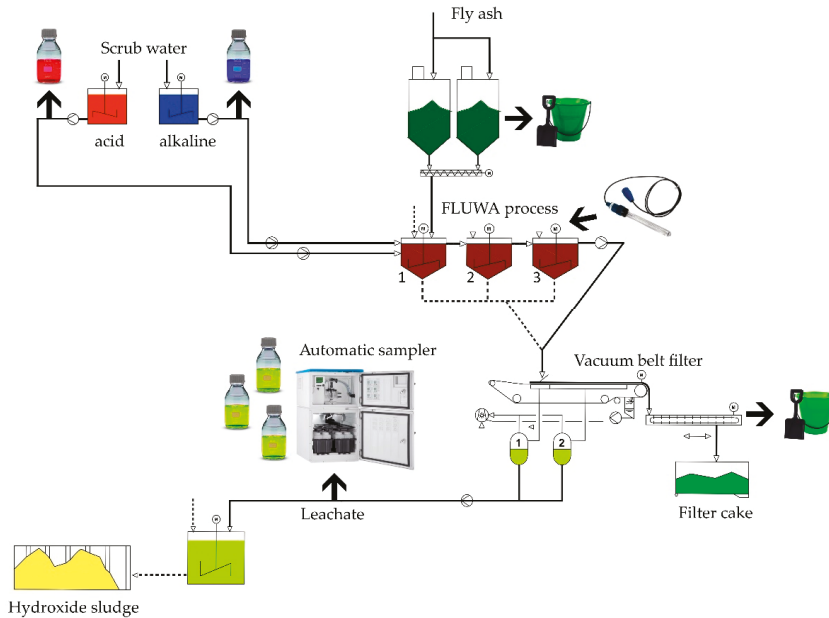 Fly ash
Scrub water
M
M
acid
alkaline
M
FLUWA process
M
M
M
1
2
3
Automatic sampler
Vacuum belt filter
M
M
1
2
Leachate
Filter cake
M
Hydroxide sludge